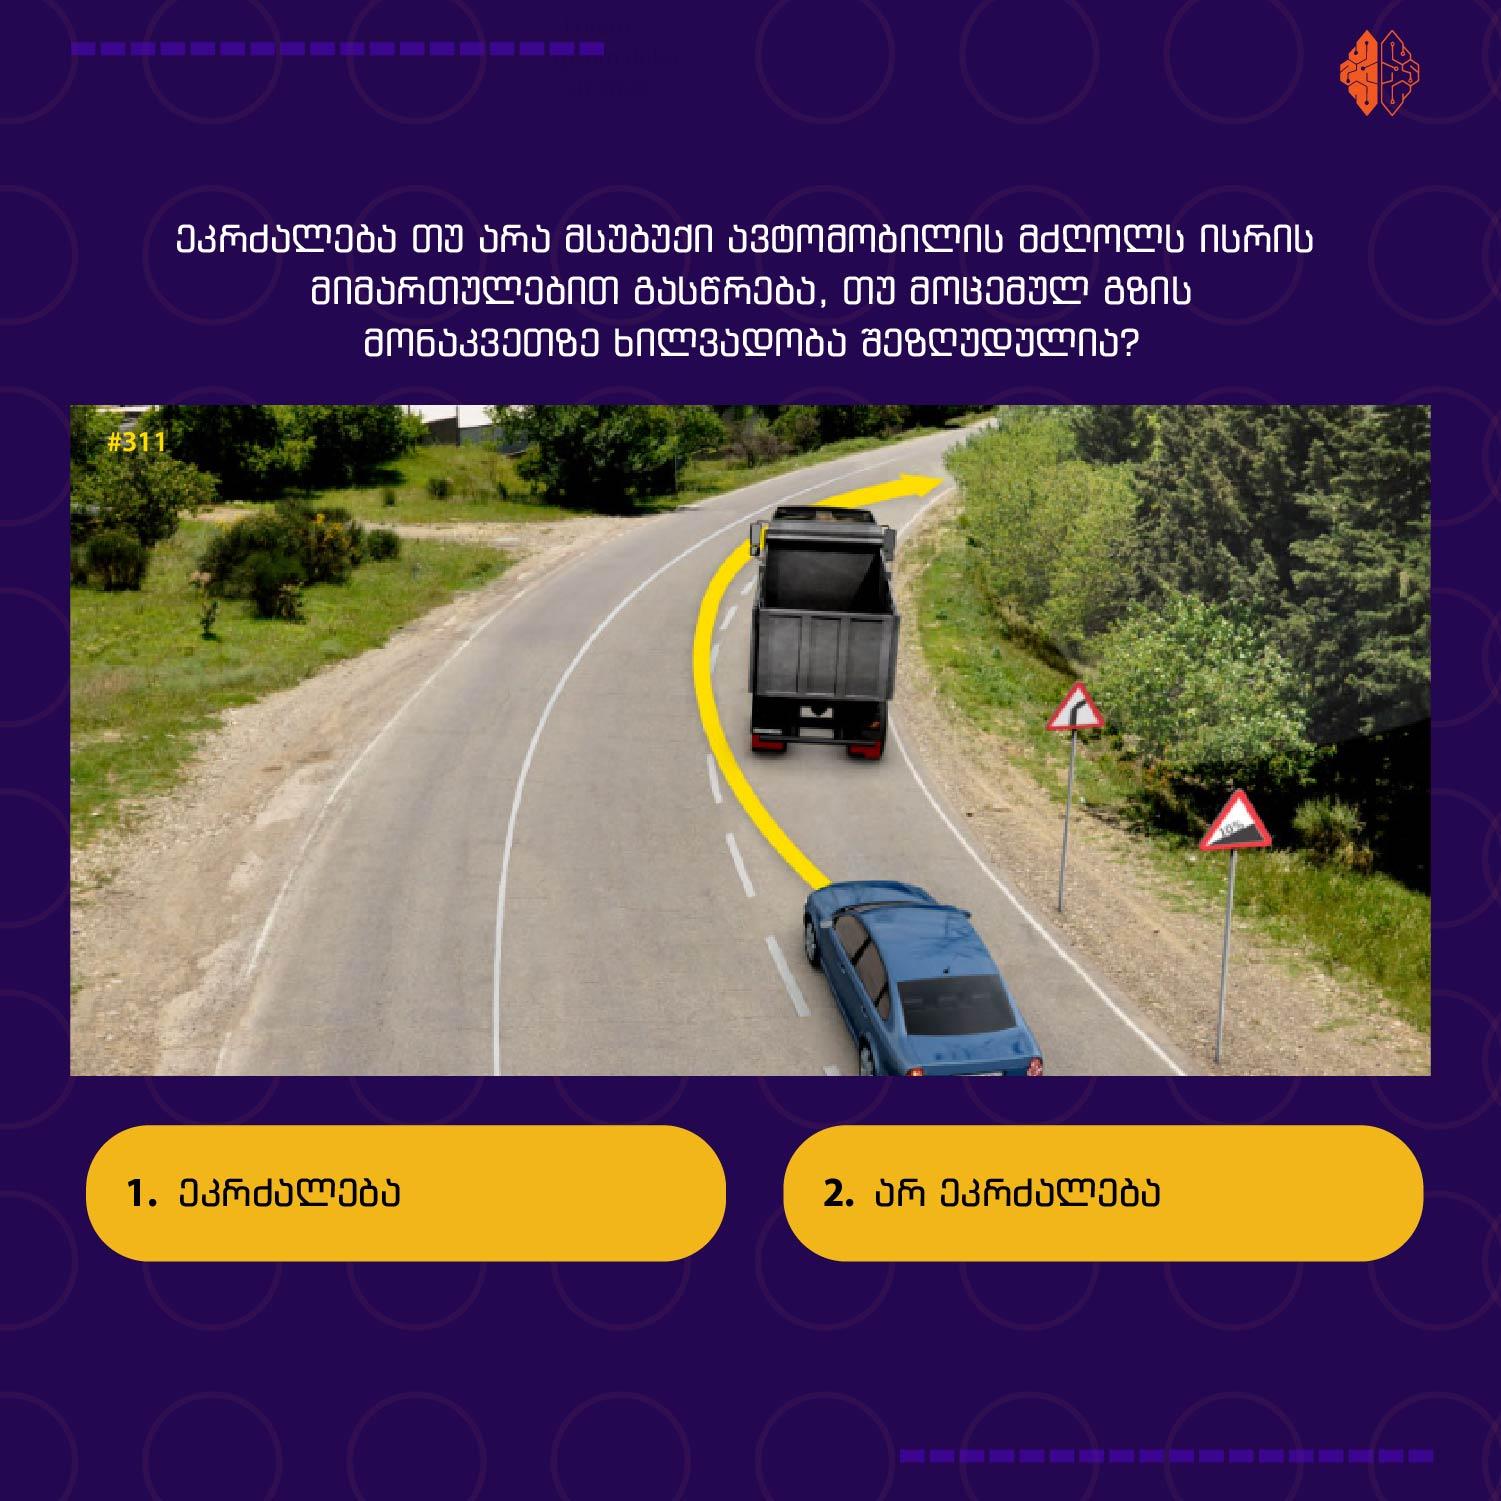 ეკრძალება თუ არა მსუბუქი ავტომობილის მძღოლს ისრის
მიმართულებით გასწრება, თუ მოცემულ გზის
მონაკვეთზე ხილვადობა შეზღუდულია?
#311
10%
1. ეკრძალება
2. არ ეკრძალება